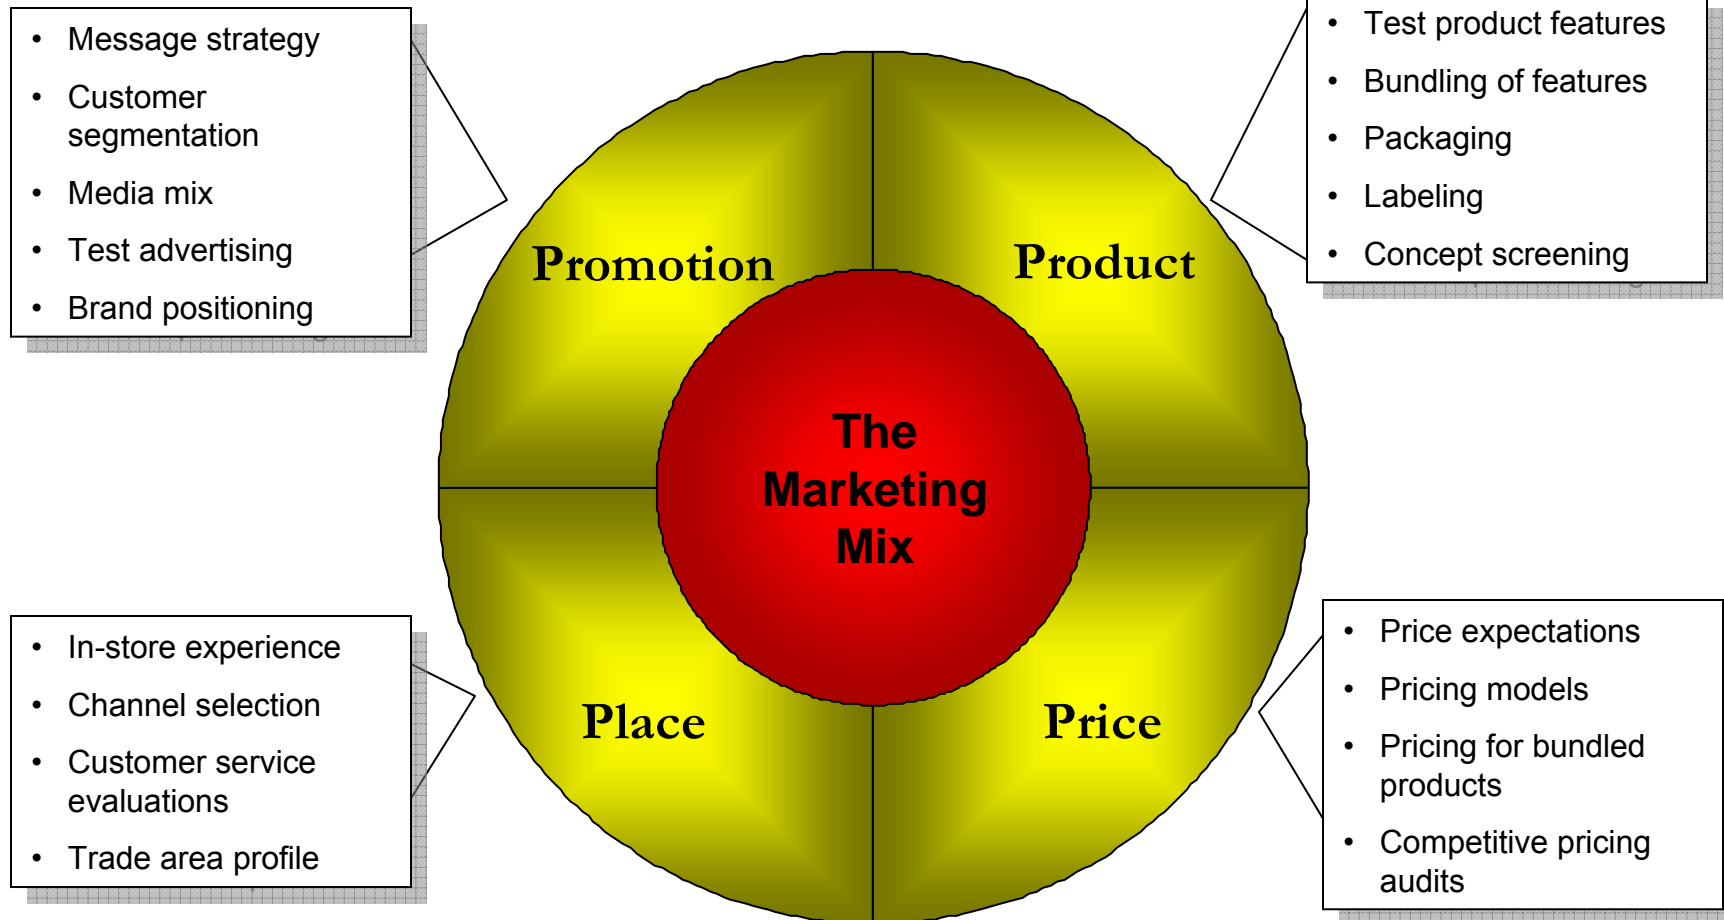 • Message strategy
• Customer
segmentation
• Media mix
• Test advertising
• Brand positioning
• Test product features
• Bundling of features
• Packaging
• Labeling
• Concept screening
Promotion
Product
The
Marketing
Mix
Place
Price
• In-store experience
• Channel selection
• Customer service
evaluations
• Trade area profile
• Price expectations
• Pricing models
• Pricing for bundled
products
• Competitive pricing
audits